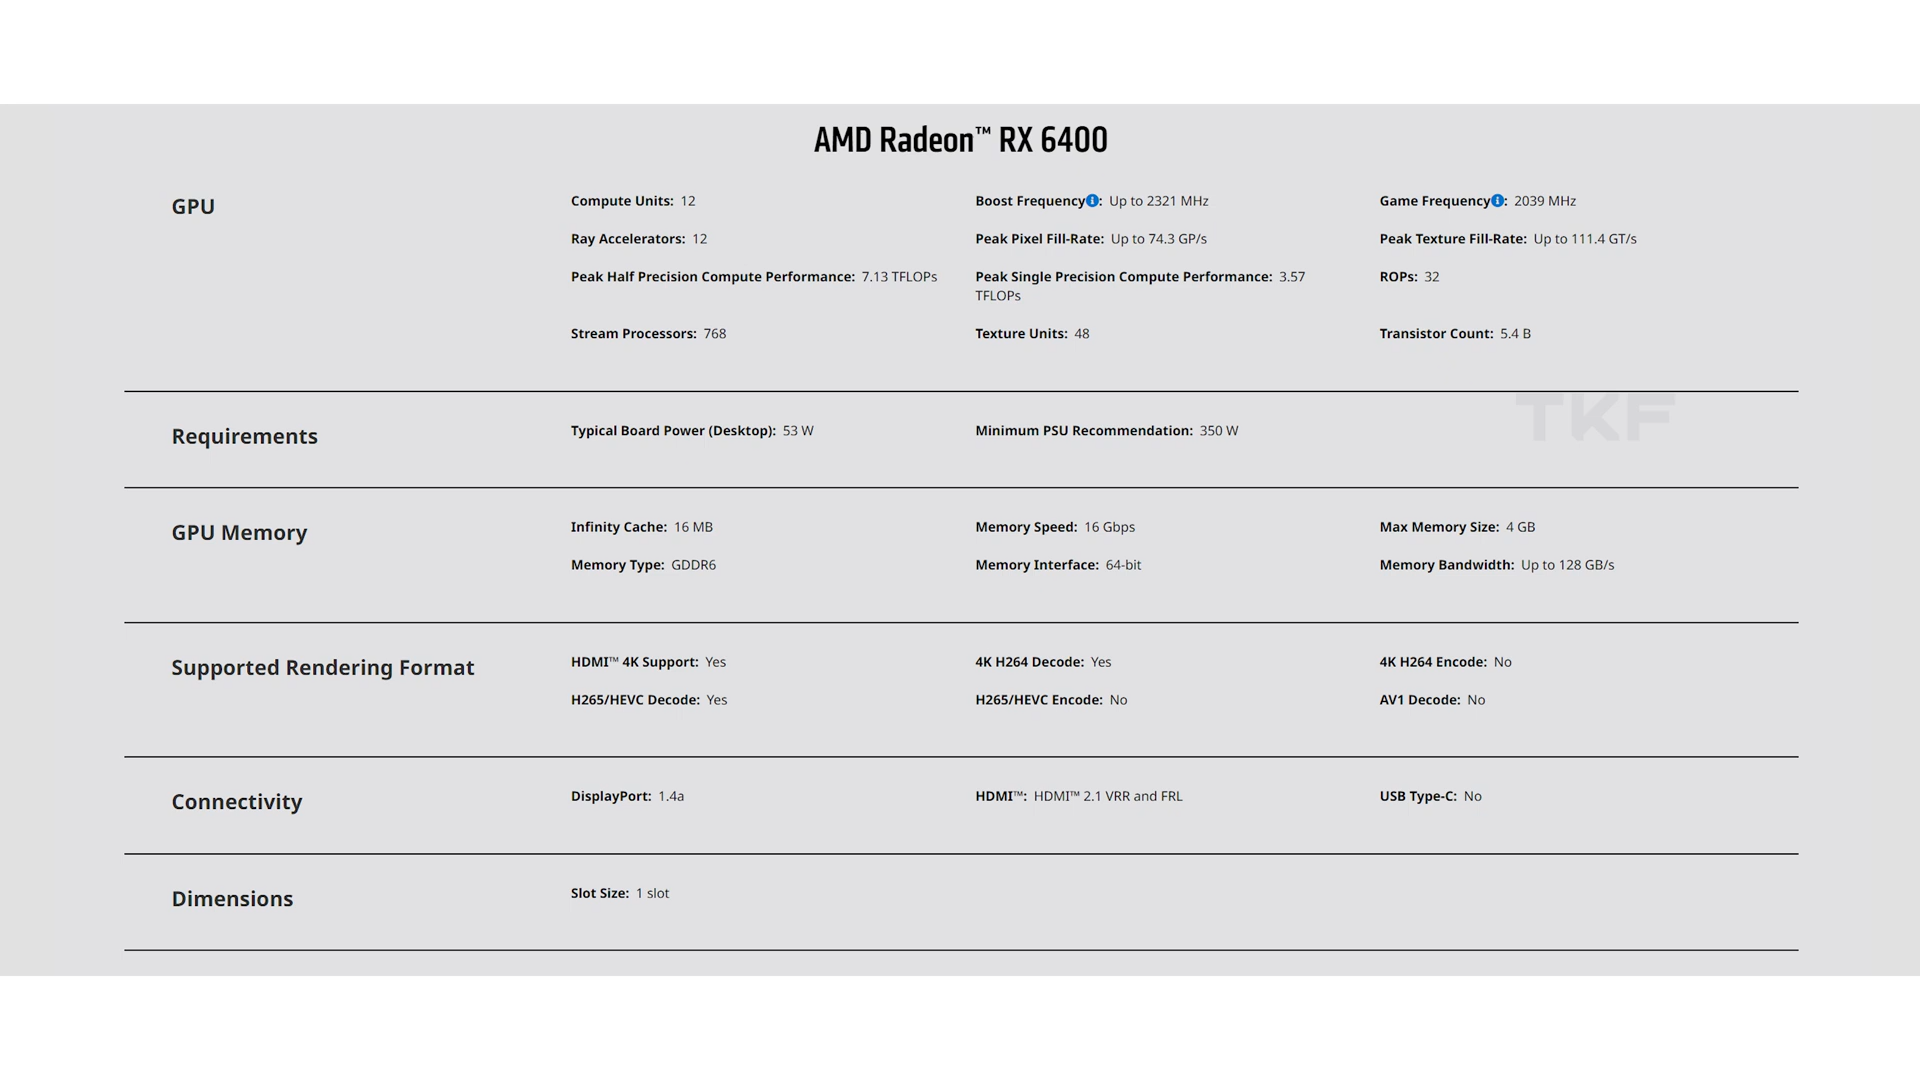 AMD Radeon™ RX 6400
GPU
Compute Units: 12
Boost Frequency: Up to 2321 MHz
Game Frequency: 2039 MHz
Ray Accelerators: 12
Peak Pixel Fill-Rate: Up to 74.3 GP/s
Peak Texture Fill-Rate: Up to 111.4 GT/s
Peak Half Precision Compute Performance: 7.13 TFLOPs
Peak Single Precision Compute Performance: 3.57
TFLOPs
ROPs: 32
Stream Processors: 768
Texture Units: 48
Transistor Count: 5.4 B
TKF
Requirements
Typical Board Power (Desktop): 53 W
Minimum PSU Recommendation: 350 W
GPU Memory
Infinity Cache: 16 MB
Memory Speed: 16 Gbps
Max Memory Size: 4 GB
Memory Type: GDDR6
Memory Interface: 64-bit
Memory Bandwidth: Up to 128 GB/s
Supported Rendering Format
HDMI™ 4K Support: Yes
4K H264 Decode: Yes
4K H264 Encode: No
H265/HEVC Decode: Yes
H265/HEVC Encode: No
AV1 Decode: No
Connectivity
DisplayPort: 1.4a
HDMI™: HDMI™ 2.1 VRR and FRL
USB Type-C: No
Dimensions
Slot Size: 1 slot